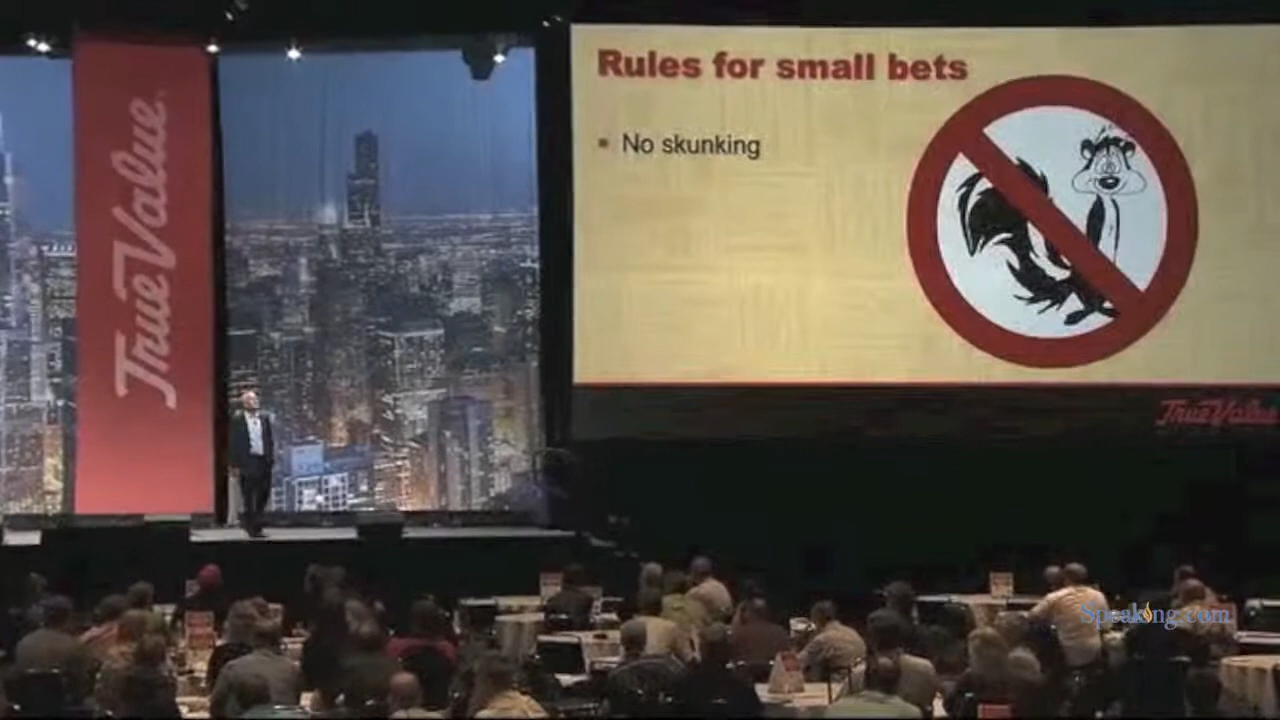 True Value
Rules for small bets
▪ No skunking
True Value
Speaking.com